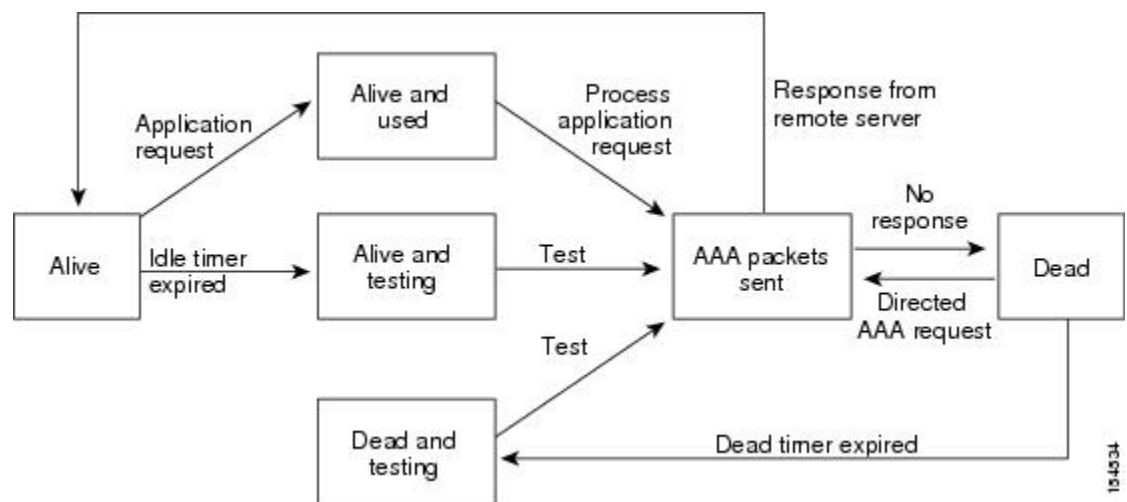 Alive and
used
Process
application
request
Response from
remote server
Application
request
No
response
Alive
Idle timer
expired
Alive and
testing
Test
AAA packets
sent
Dead
Directed
AAA request
Test
Dead and
testing
Dead timer expired
154534